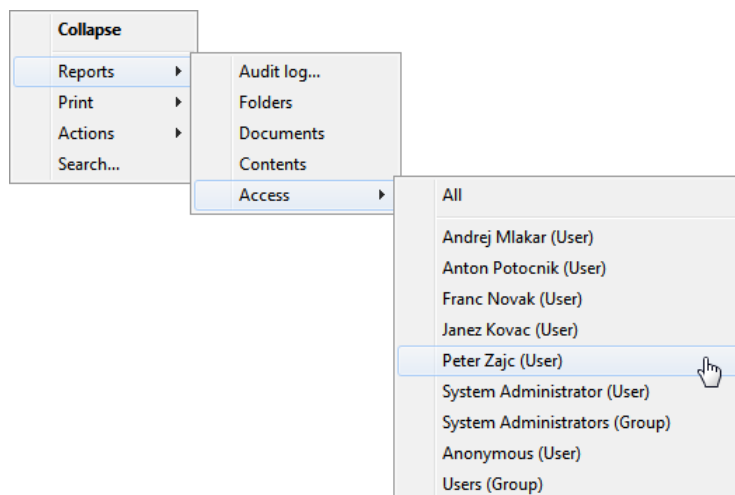 Collapse
Reports
Print
Actions
Search...
Audit log...
Folders
Documents
Contents
Access
All
Andrej Mlakar (User)
Anton Potocnik (User)
Franc Novak (User)
Janez Kovac (User)
Peter Zajc (User)
System Administrator (User)
System Administrators (Group)
Anonymous (User)
Users (Group)